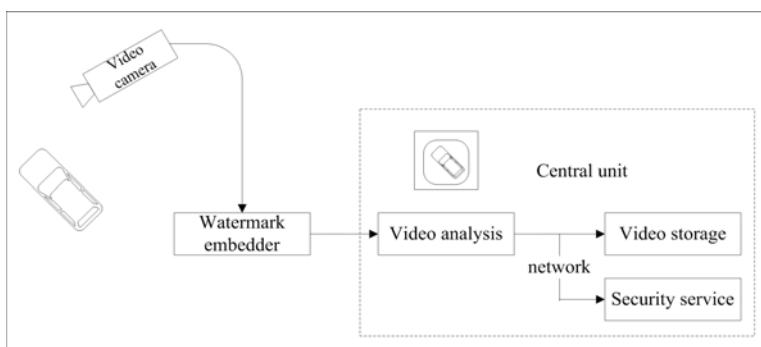 Video
camera
Central unit
Watermark
embedder
Video analysis
Video storage
network
Security service